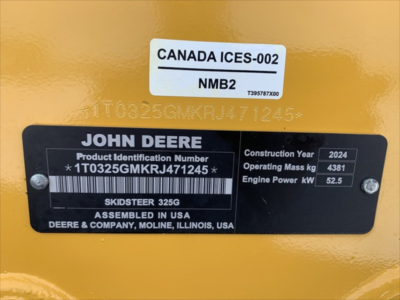 CANADA ICES-002
NMB2
T395787X00
*1T0325GMKRJ471245*
JOHN DEERE
Product Identification Number
*1T0325GMKRJ471245*
SKIDSTEER 325G
ASSEMBLED IN USA
DEERE & COMPANY, MOLINE, ILLINOIS, USA
Construction Year 2024
Operating Mass kg 4381
Engine Power kW 52.5